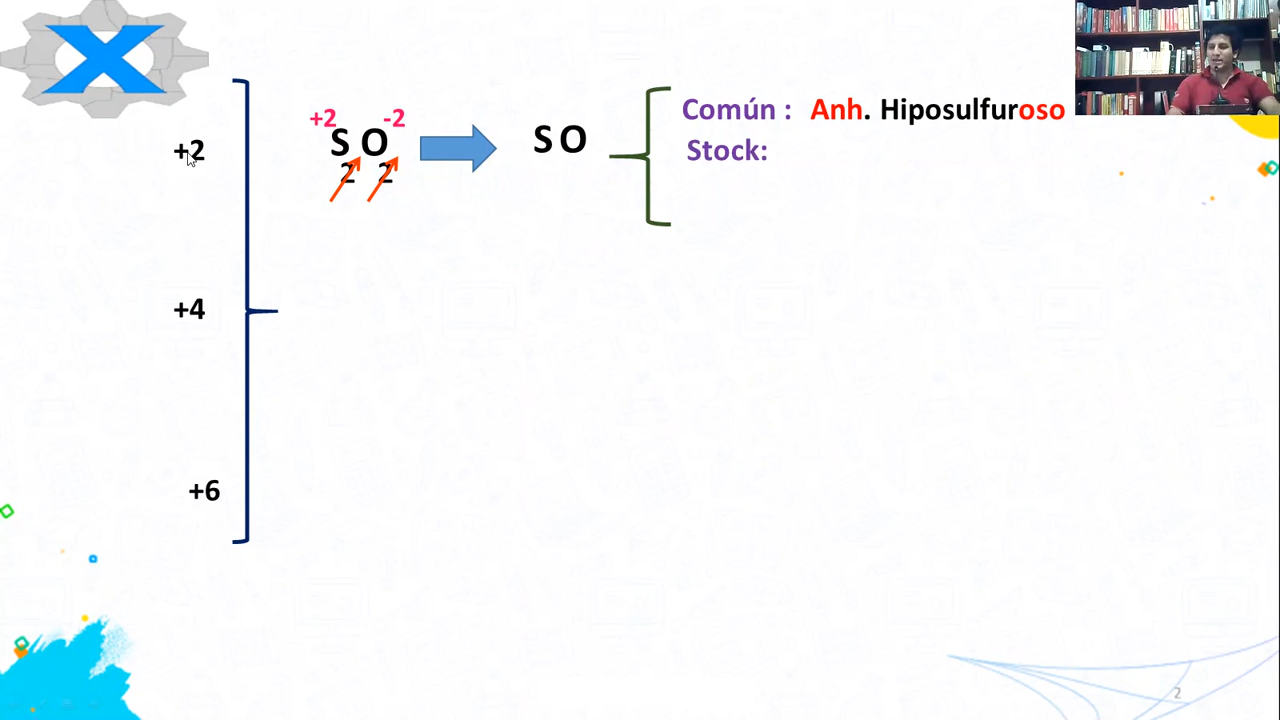 +2
-2
S O
2 2
S O
Común : Anh. Hiposulfuroso
Stock:
+2
+4
+6
2